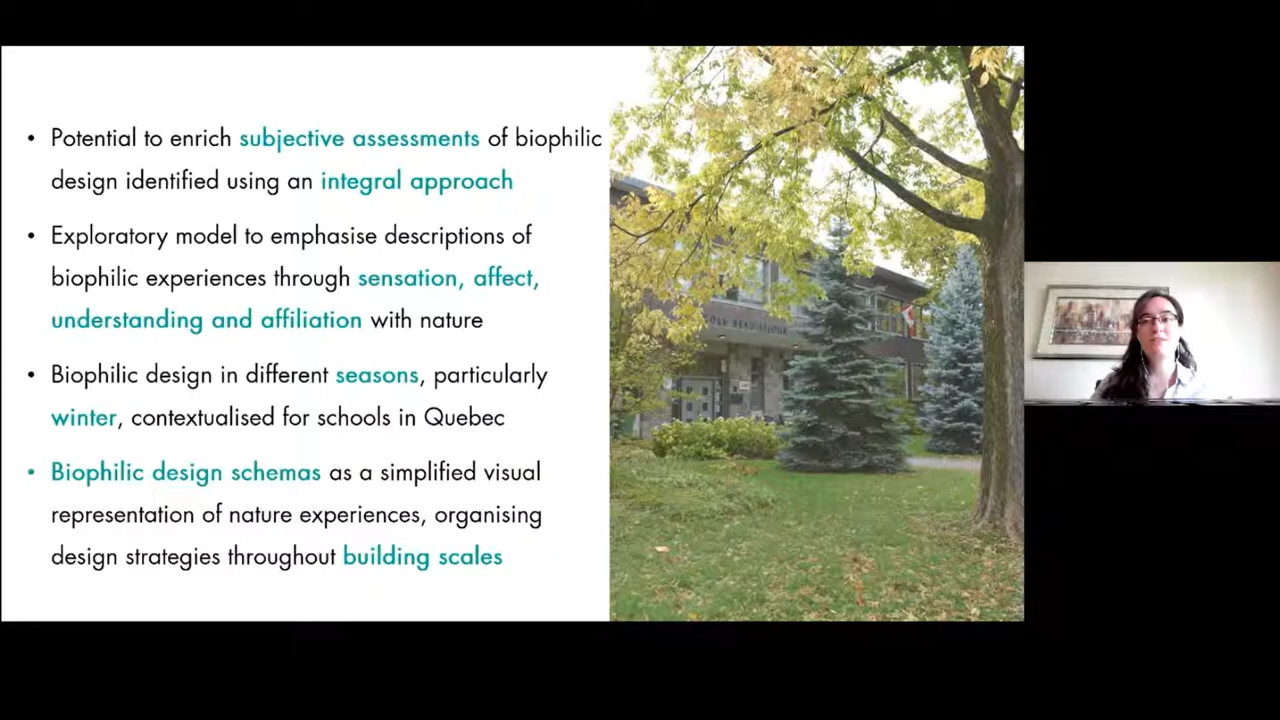 • Potential to enrich subjective assessments of biophilic
design identified using an integral approach
• Exploratory model to emphasise descriptions of
biophilic experiences through sensation, affect,
understanding and affiliation with nature
• Biophilic design in different seasons, particularly
winter, contextualised for schools in Quebec
• Biophilic design schemas as a simplified visual
representation of nature experiences, organising
design strategies throughout building scales